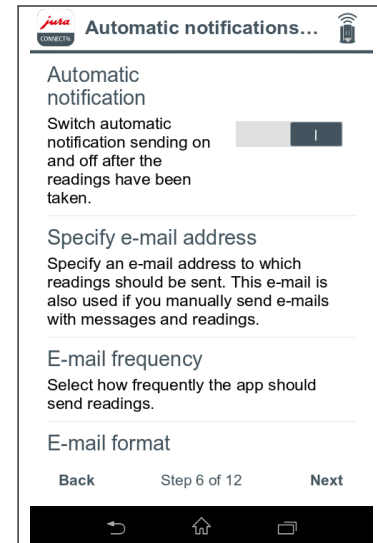 jura
CONNECT®
Automatic notifications...
Automatic
notification
Switch automatic
notification sending on
and off after the
readings have been
taken.
Specify e-mail address
Specify an e-mail address to which
readings should be sent. This e-mail is
also used if you manually send e-mails
with messages and readings.
E-mail frequency
Select how frequently the app should
send readings.
E-mail format
Back Step 6 of 12 Next